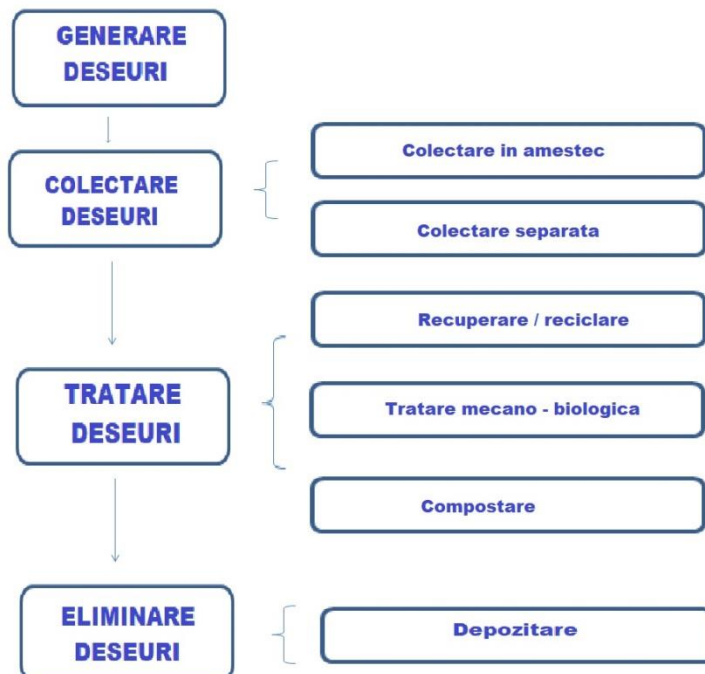 GENERARE
DESEURI
COLECTARE
DESEURI
Colectare in amestec
Colectare separata
Recuperare / reciclare
TRATARE
DESEURI
Tratare mecano - biologica
Compostare
ELIMINARE
DESEURI
Depozitare